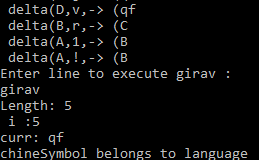 delta(D,v,-> (qf
delta(B,r,-> (C
delta(A,1,-> (B
delta(A,!,-> (B
Enter line to execute girav :
girav
Length: 5
i :5
curr: qf
chineSymbol belongs to language